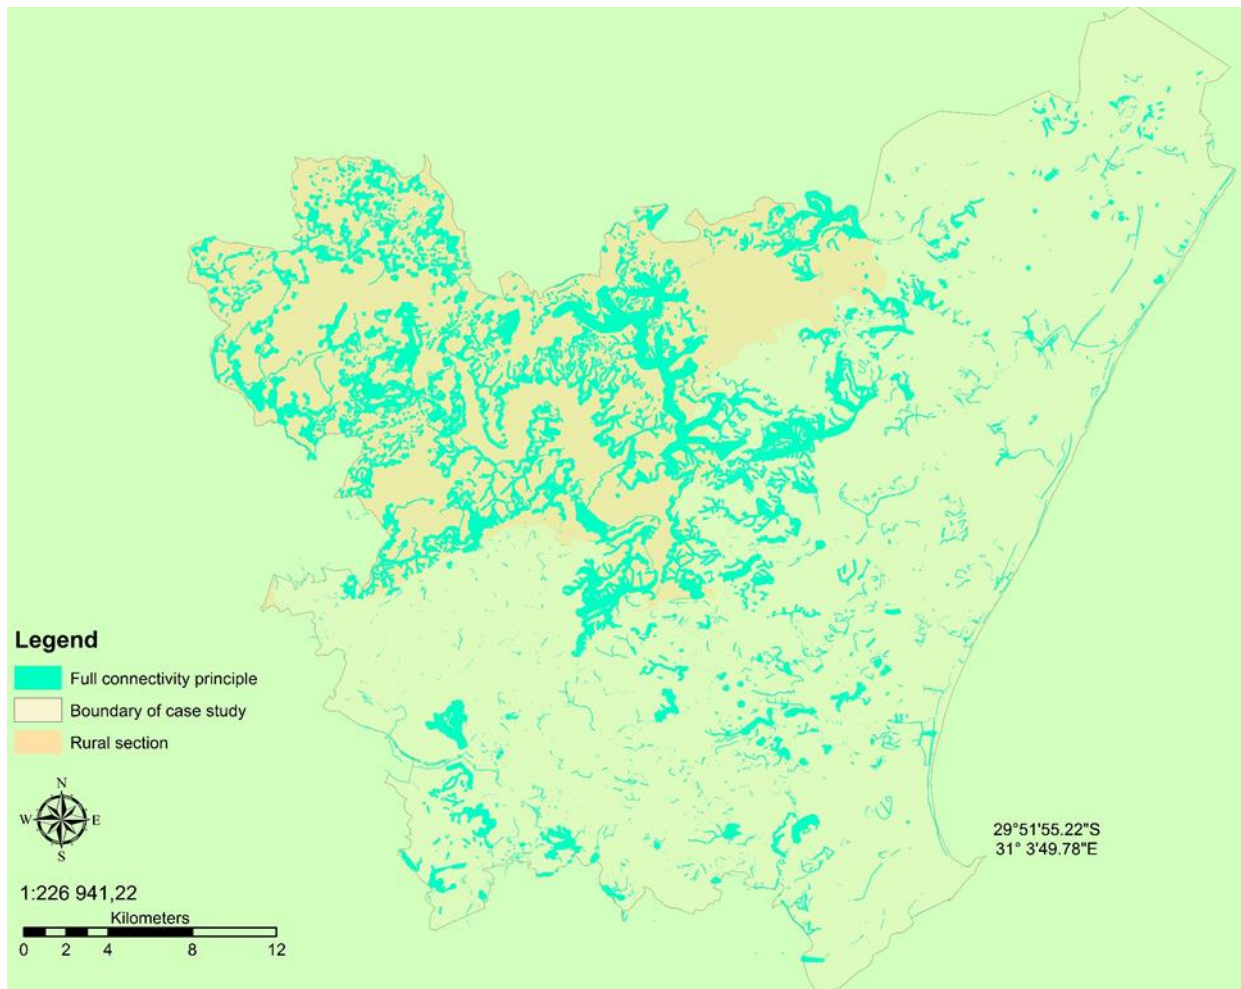 Legend
Full connectivity principle
Boundary of case study
Rural section
N
W E
S
1:226 941,22
Kilometers
0 2 4 8 12
29°51'55.22"S
31° 3'49.78"E